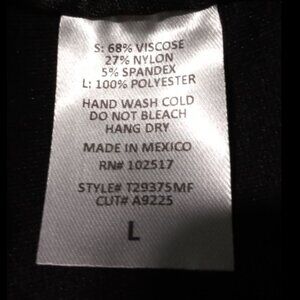 S: 68% VISCOSE
27% NYLON
5% SPANDEX
L: 100% POLYESTER
HAND WASH COLD
DO NOT BLEACH
HANG DRY
MADE IN MEXICO
RN# 102517
STYLE# T29375MF
CUT# A9225
L